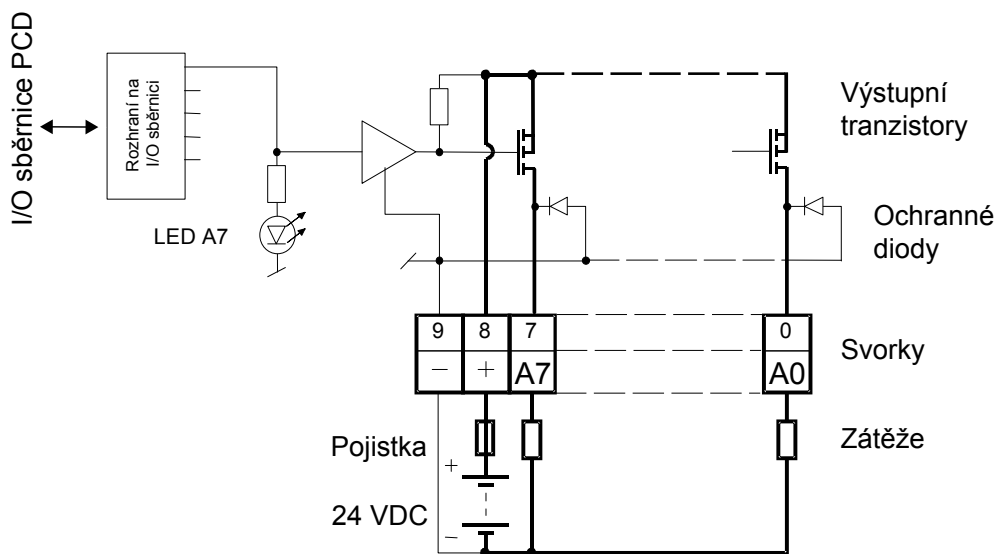 I/O sběrnice PCD
Rozhraní na
I/O sběrnici
LED A7
Výstupní
tranzistory
Ochranné
diody
9 8 7 0
− + A7 A0
Svorky
Pojistka
Zátěže
+
24 VDC
−